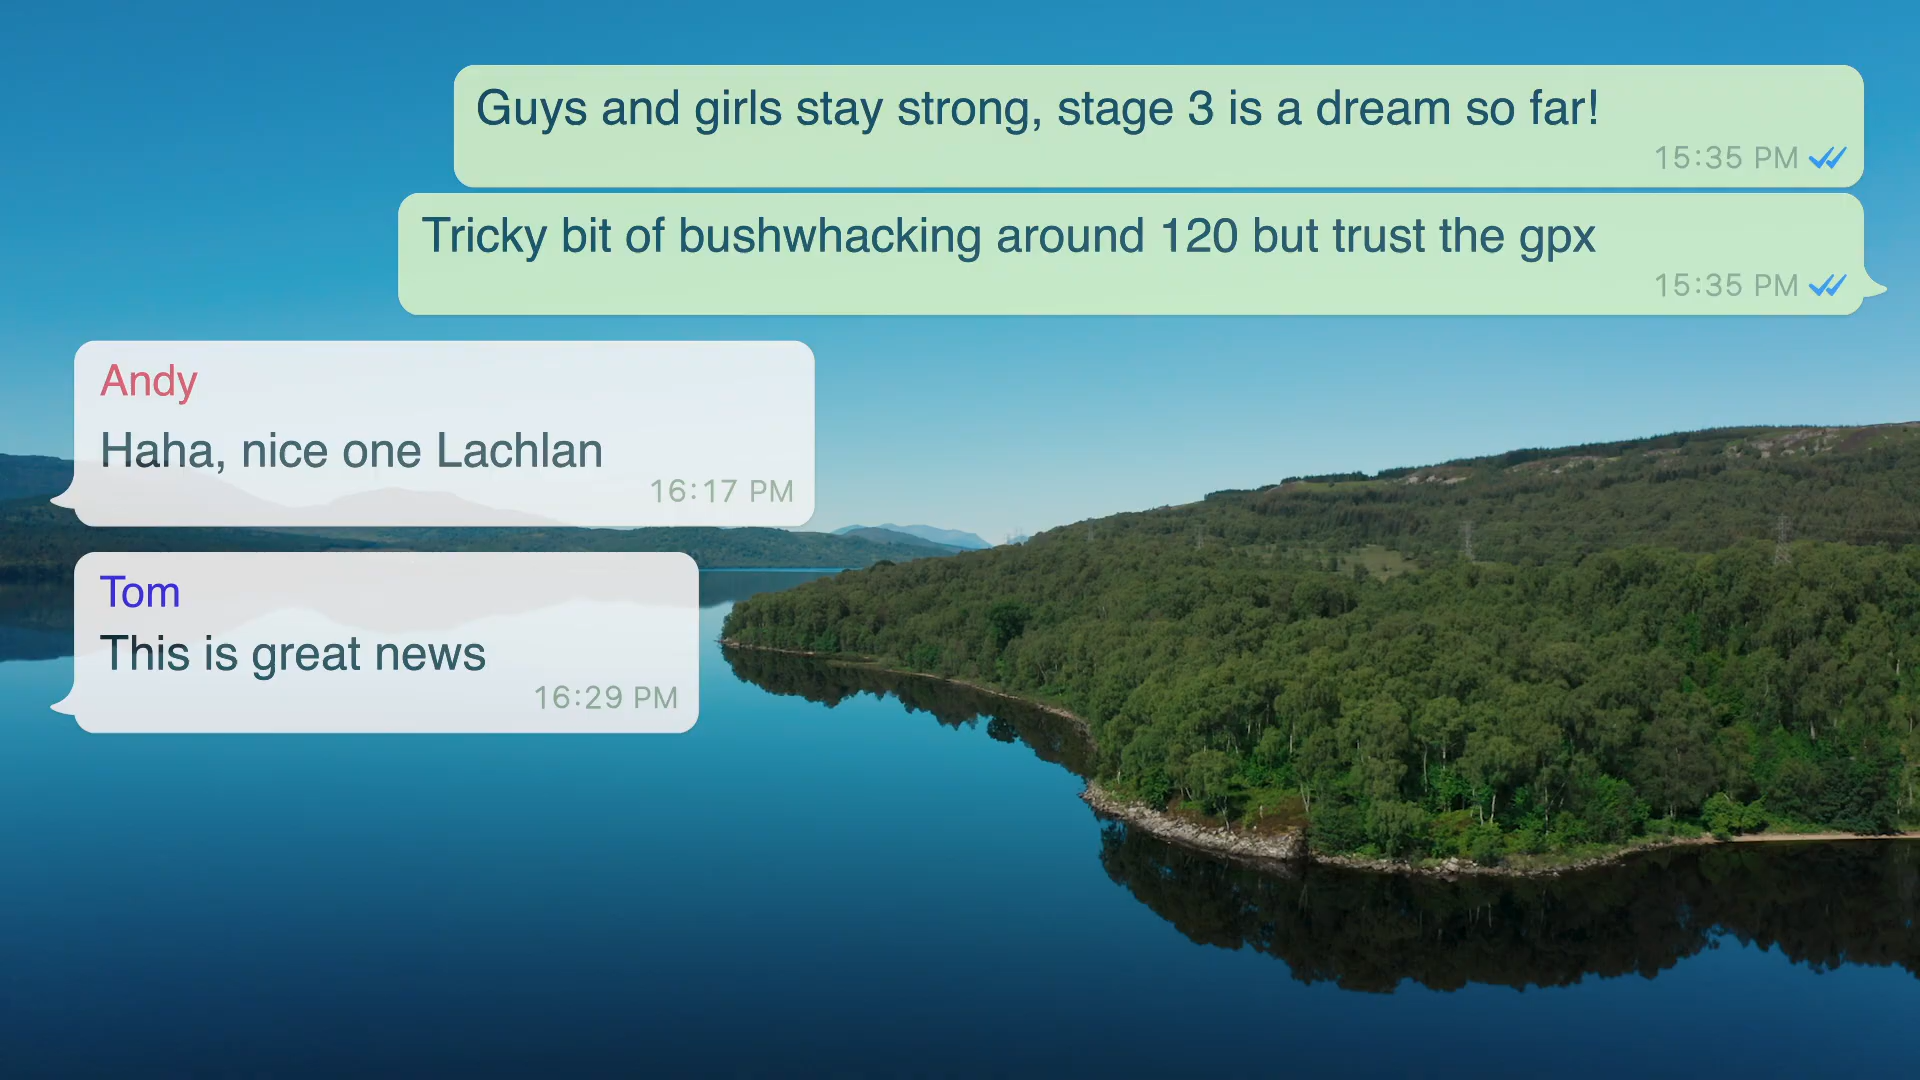 Guys and girls stay strong, stage 3 is a dream so far!
15:35 PM
Tricky bit of bushwhacking around 120 but trust the gpx
15:35 PM
Andy
Haha, nice one Lachlan
16:17 PM
Tom
This is great news
16:29 PM